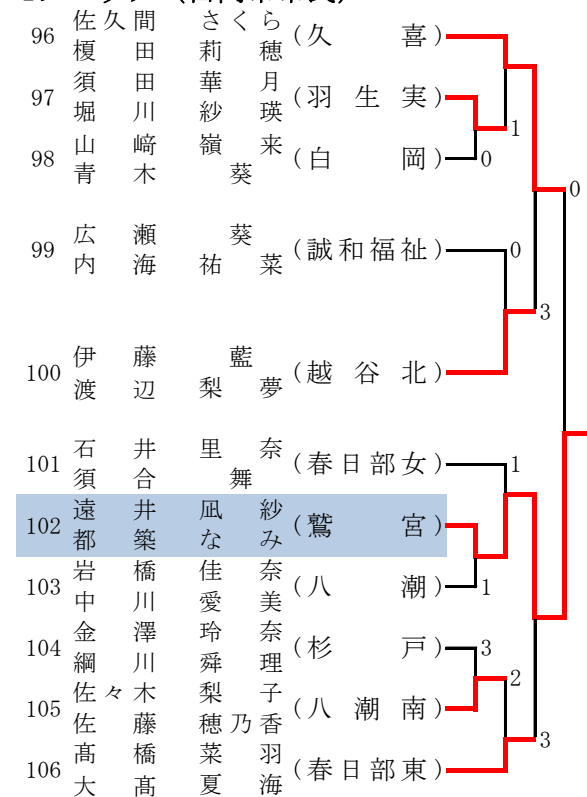 96 佐久間 さくら (久喜)
榎田 莉穂
1
97 須田 華月 (羽生実)
堀川 紗瑛
98 山﨑 嶺来 (白岡) 0
青木 葵
0
99 広瀬 葵 (誠和福祉) 0
内海 祐菜
3
100 伊藤 藍 (越谷北)
渡辺 梨夢
101 石井 里奈 (春日部女) 1
須合 舞
102 遠井 凪紗 (鷲宮)
都築 なみ
103 岩橋 佳奈 (八潮) 1
中川 愛美
104 金澤 玲奈 (杉戸) 3
綱川 舜理
2
105 佐々木 梨子 (八潮南)
佐藤 穂乃香
3
106 髙橋 菜羽 (春日部東)
大髙 夏海